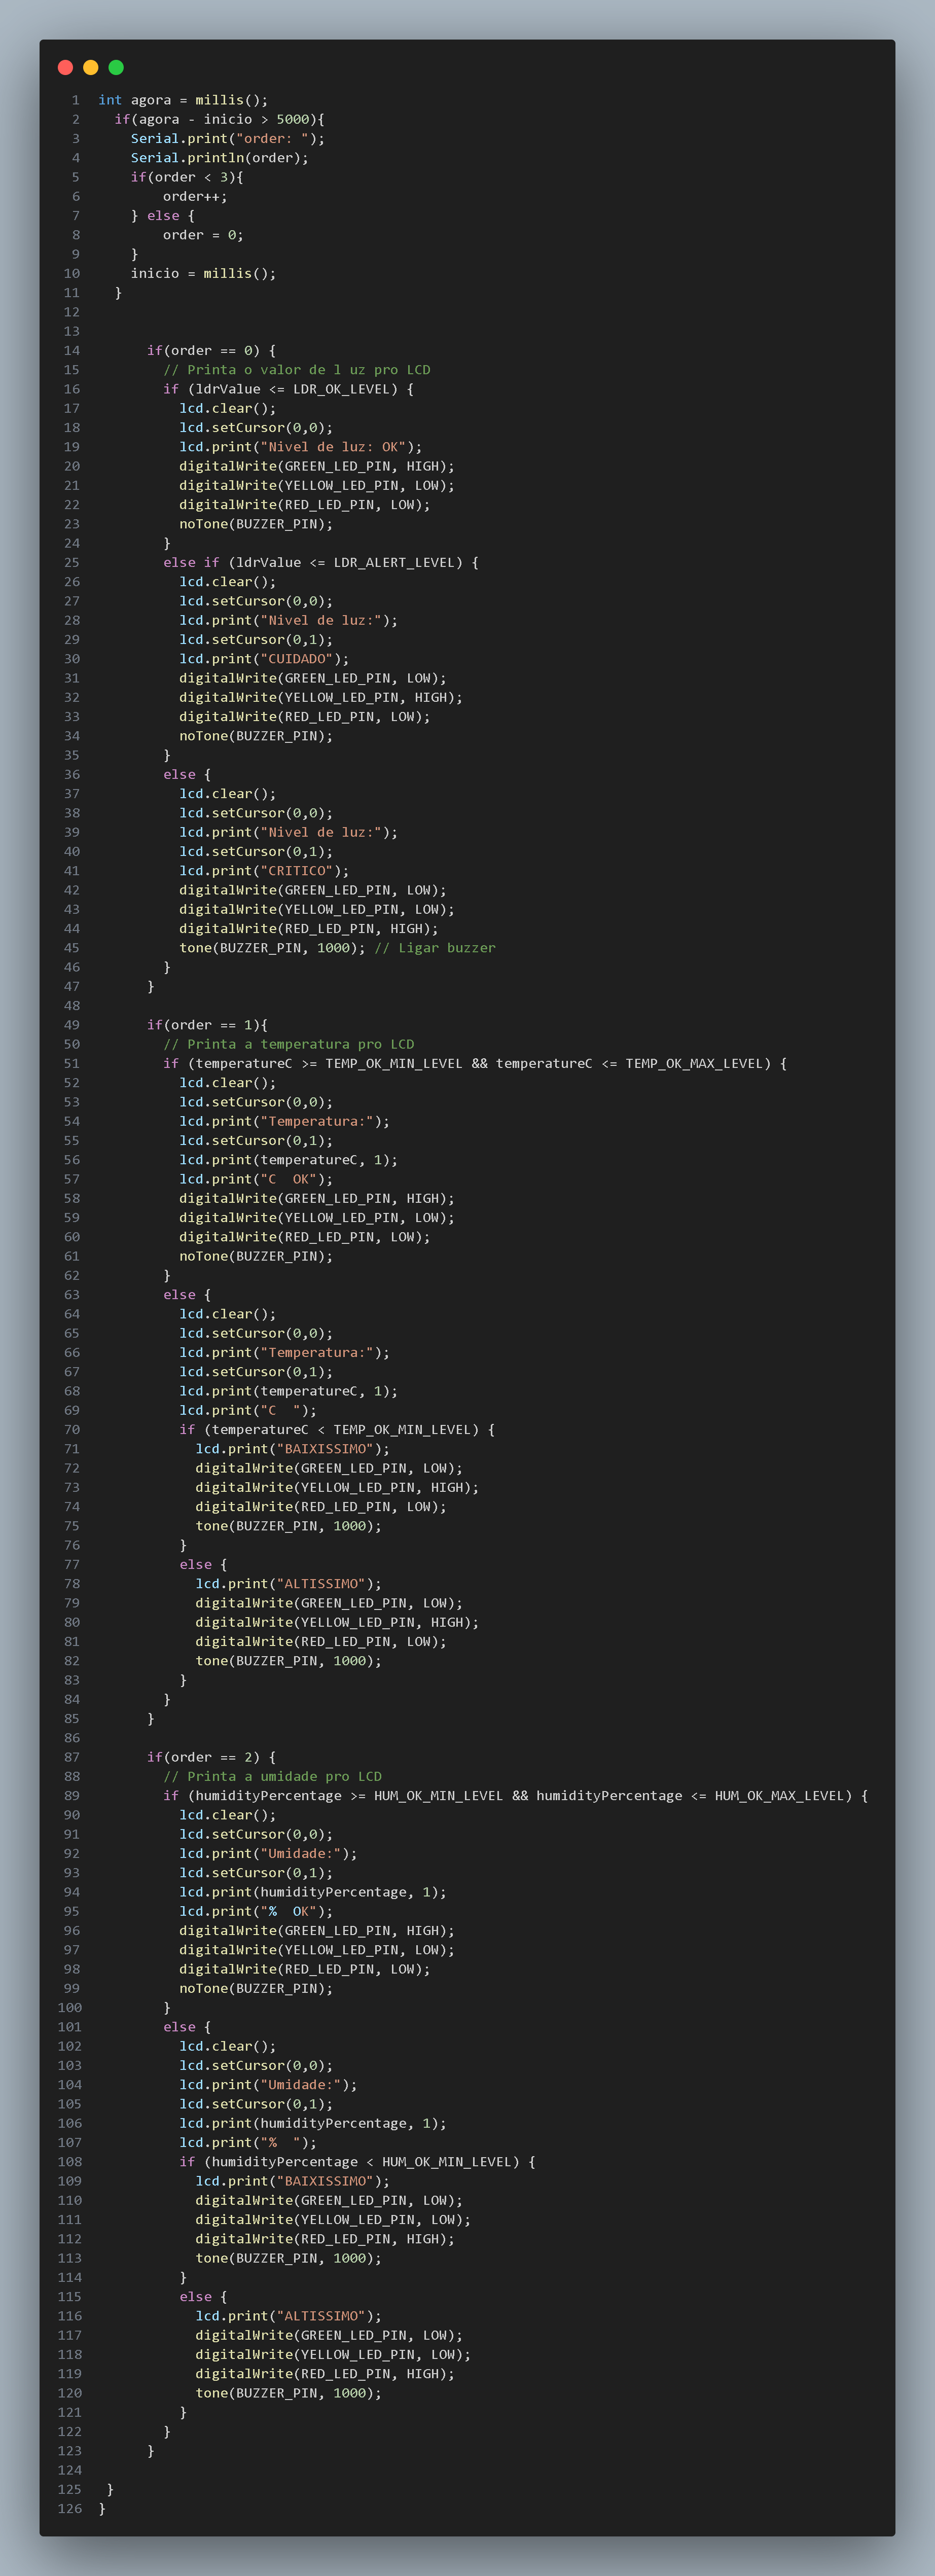 1 int agora = millis();
2   if(agora - inicio > 5000){
3     Serial.print("order: ");
4     Serial.println(order);
5     if(order < 3){
6         order++;
7     } else {
8         order = 0;
9     }
10     inicio = millis();
11   }
12
13
14       if(order == 0) {
15         // Printa o valor de l uz pro LCD
16         if (ldrValue <= LDR_OK_LEVEL) {
17           lcd.clear();
18           lcd.setCursor(0,0);
19           lcd.print("Nivel de luz: OK");
20           digitalWrite(GREEN_LED_PIN, HIGH);
21           digitalWrite(YELLOW_LED_PIN, LOW);
22           digitalWrite(RED_LED_PIN, LOW);
23           noTone(BUZZER_PIN);
24         }
25         else if (ldrValue <= LDR_ALERT_LEVEL) {
26           lcd.clear();
27           lcd.setCursor(0,0);
28           lcd.print("Nivel de luz:");
29           lcd.setCursor(0,1);
30           lcd.print("CUIDADO");
31           digitalWrite(GREEN_LED_PIN, LOW);
32           digitalWrite(YELLOW_LED_PIN, HIGH);
33           digitalWrite(RED_LED_PIN, LOW);
34           noTone(BUZZER_PIN);
35         }
36         else {
37           lcd.clear();
38           lcd.setCursor(0,0);
39           lcd.print("Nivel de luz:");
40           lcd.setCursor(0,1);
41           lcd.print("CRITICO");
42           digitalWrite(GREEN_LED_PIN, LOW);
43           digitalWrite(YELLOW_LED_PIN, LOW);
44           digitalWrite(RED_LED_PIN, HIGH);
45           tone(BUZZER_PIN, 1000); // Ligar buzzer
46         }
47       }
48
49       if(order == 1){
50         // Printa a temperatura pro LCD
51         if (temperatureC >= TEMP_OK_MIN_LEVEL && temperatureC <= TEMP_OK_MAX_LEVEL) {
52           lcd.clear();
53           lcd.setCursor(0,0);
54           lcd.print("Temperatura:");
55           lcd.setCursor(0,1);
56           lcd.print(temperatureC, 1);
57           lcd.print("C  OK");
58           digitalWrite(GREEN_LED_PIN, HIGH);
59           digitalWrite(YELLOW_LED_PIN, LOW);
60           digitalWrite(RED_LED_PIN, LOW);
61           noTone(BUZZER_PIN);
62         }
63         else {
64           lcd.clear();
65           lcd.setCursor(0,0);
66           lcd.print("Temperatura:");
67           lcd.setCursor(0,1);
68           lcd.print(temperatureC, 1);
69           lcd.print("C  ");
70           if (temperatureC < TEMP_OK_MIN_LEVEL) {
71             lcd.print("BAIXISSIMO");
72             digitalWrite(GREEN_LED_PIN, LOW);
73             digitalWrite(YELLOW_LED_PIN, HIGH);
74             digitalWrite(RED_LED_PIN, LOW);
75             tone(BUZZER_PIN, 1000);
76           }
77           else {
78             lcd.print("ALTISSIMO");
79             digitalWrite(GREEN_LED_PIN, LOW);
80             digitalWrite(YELLOW_LED_PIN, HIGH);
81             digitalWrite(RED_LED_PIN, LOW);
82             tone(BUZZER_PIN, 1000);
83           }
84         }
85       }
86
87       if(order == 2) {
88         // Printa a umidade pro LCD
89         if (humidityPercentage >= HUM_OK_MIN_LEVEL && humidityPercentage <= HUM_OK_MAX_LEVEL) {
90           lcd.clear();
91           lcd.setCursor(0,0);
92           lcd.print("Umidade:");
93           lcd.setCursor(0,1);
94           lcd.print(humidityPercentage, 1);
95           lcd.print("%  OK");
96           digitalWrite(GREEN_LED_PIN, HIGH);
97           digitalWrite(YELLOW_LED_PIN, LOW);
98           digitalWrite(RED_LED_PIN, LOW);
99           noTone(BUZZER_PIN);
100         }
101         else {
102           lcd.clear();
103           lcd.setCursor(0,0);
104           lcd.print("Umidade:");
105           lcd.setCursor(0,1);
106           lcd.print(humidityPercentage, 1);
107           lcd.print("%  ");
108           if (humidityPercentage < HUM_OK_MIN_LEVEL) {
109             lcd.print("BAIXISSIMO");
110             digitalWrite(GREEN_LED_PIN, LOW);
111             digitalWrite(YELLOW_LED_PIN, LOW);
112             digitalWrite(RED_LED_PIN, HIGH);
113             tone(BUZZER_PIN, 1000);
114           }
115           else {
116             lcd.print("ALTISSIMO");
117             digitalWrite(GREEN_LED_PIN, LOW);
118             digitalWrite(YELLOW_LED_PIN, LOW);
119             digitalWrite(RED_LED_PIN, HIGH);
120             tone(BUZZER_PIN, 1000);
121           }
122         }
123       }
124
125  }
126 }